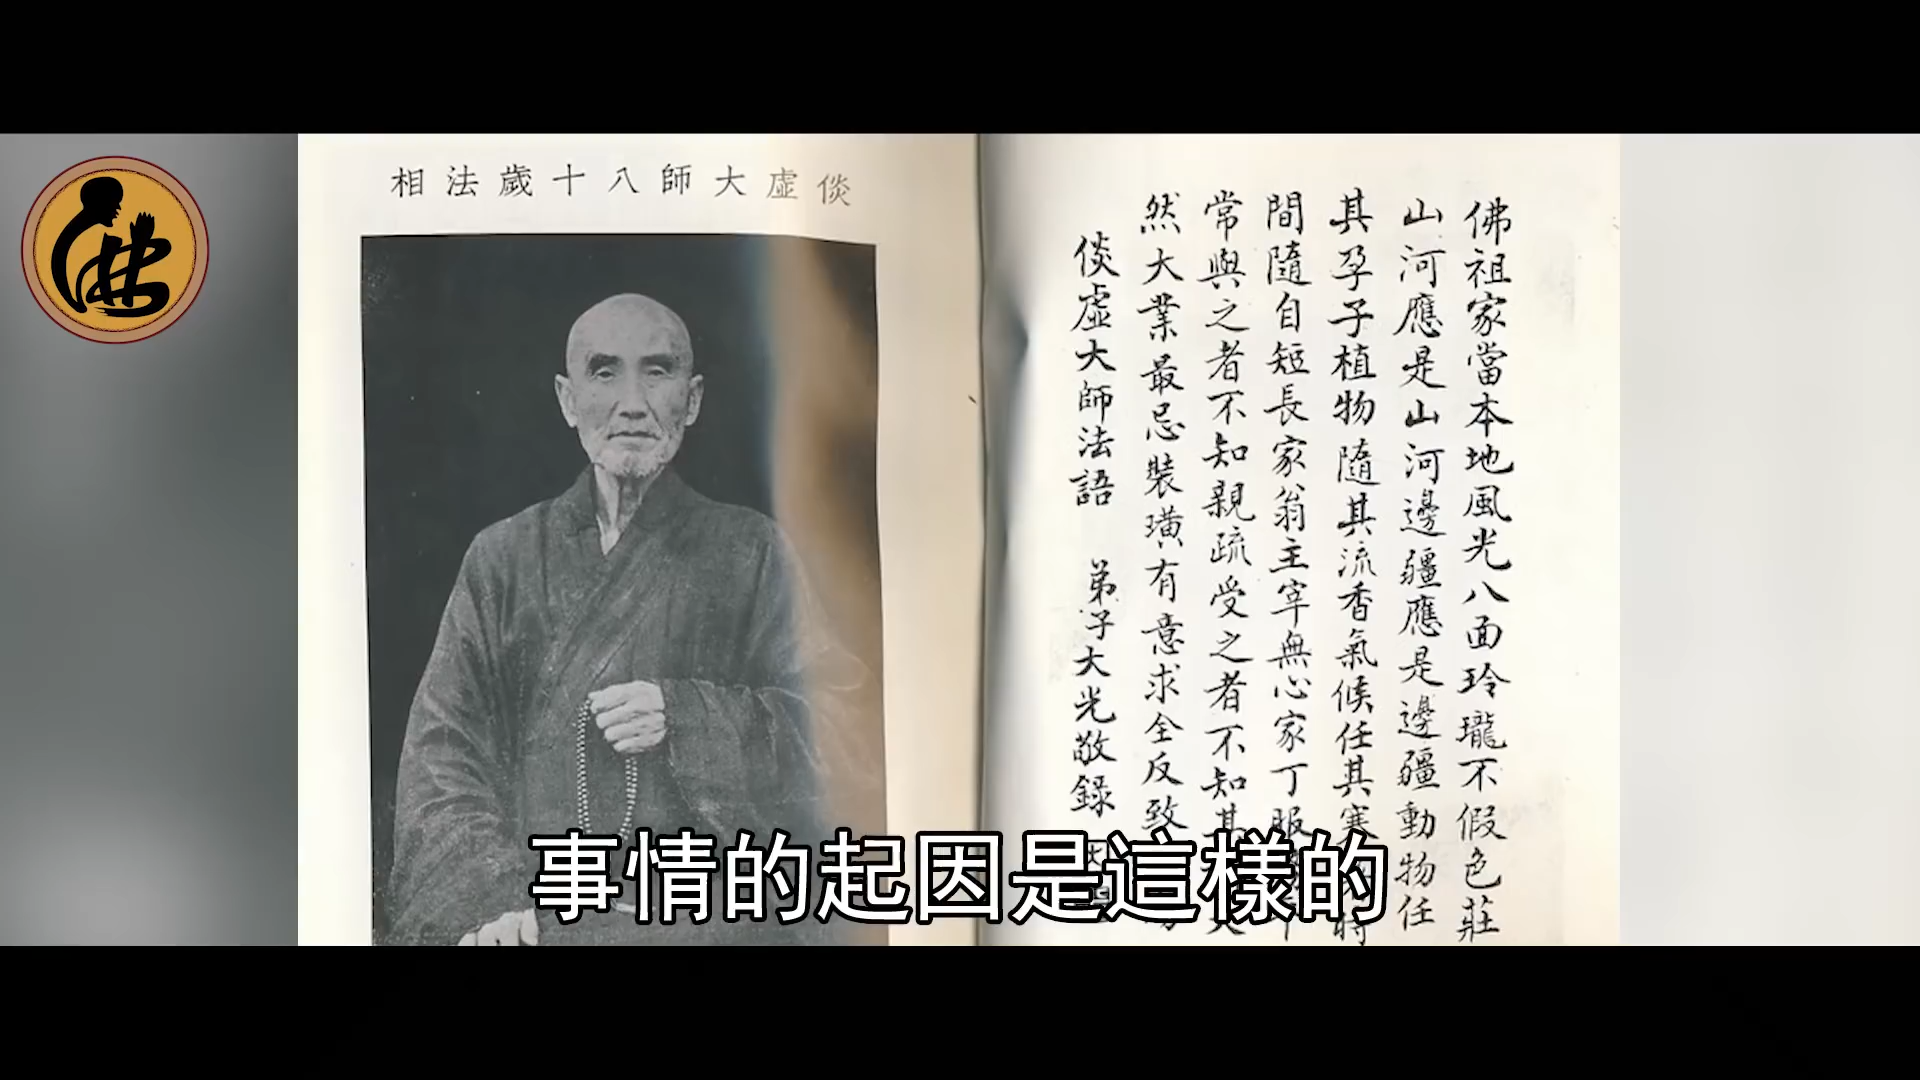 倓虛大師八十歲法相
佛祖家當本地風光八面玲瓏不假色莊
山河應是山河邊疆應是邊疆動物任
其孕子植物隨其流香氣候任其寒時
間隨自短長家翁主宰無心家丁服
常與之者不知親疏受之者不知其
然大業最忌裝璜有意求全反致
倓虛大師法語 弟子大光敬錄
事情的起因是這樣的